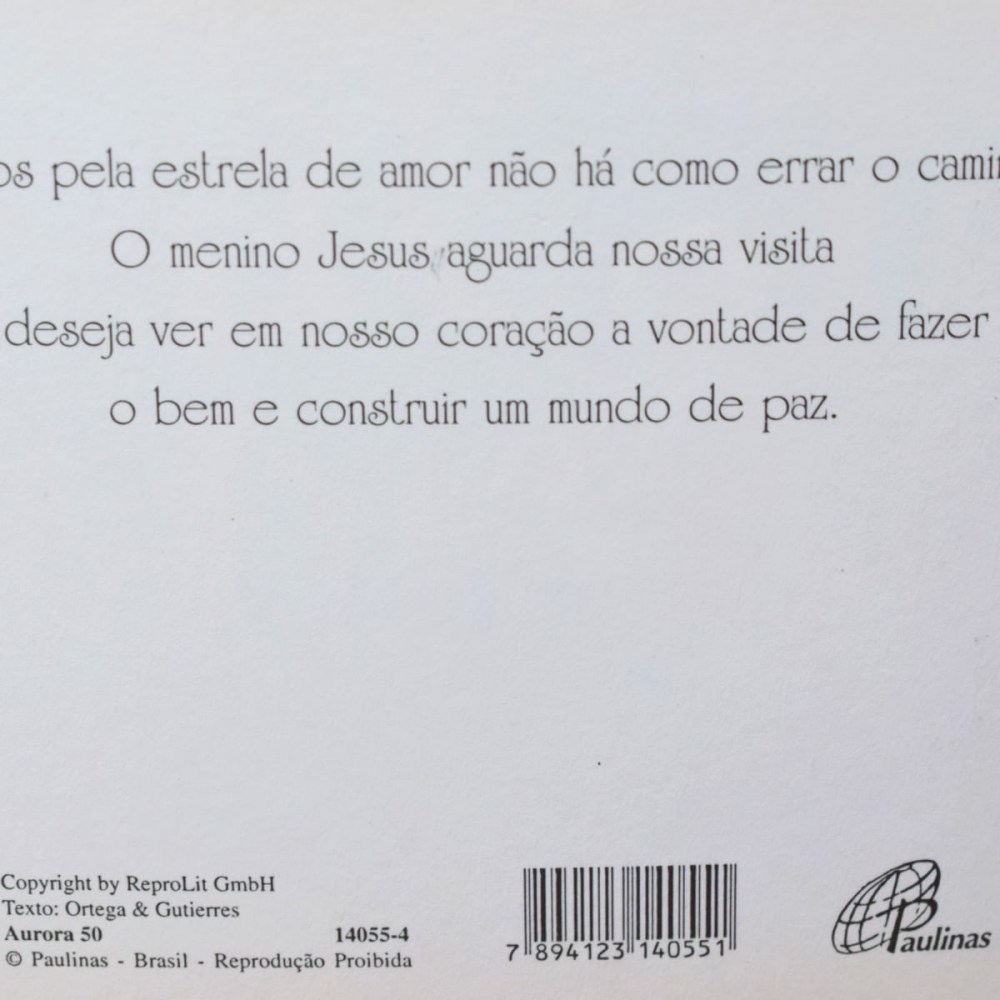 os pela estrela de amor não há como errar o camin
O menino Jesus aguarda nossa visita
deseja ver em nosso coração a vontade de fazer
o bem e construir um mundo de paz.
Copyright by ReproLit GmbH
Texto: Ortega & Gutierres
Aurora 50 14055-4
© Paulinas - Brasil - Reprodução Proibida
7 894123 140551
Paulinas